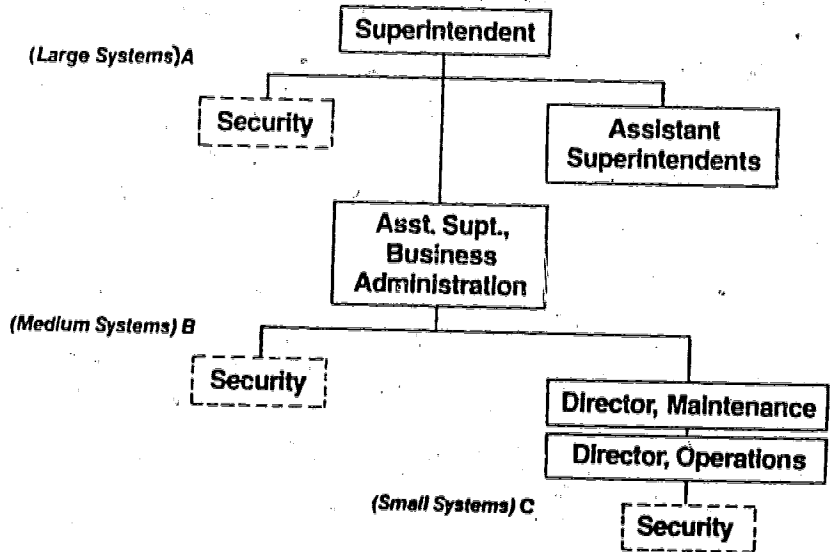 Superintendent
(Large Systems) A
Security
Assistant
Superintendents
Asst. Supt.,
Business
Administration
(Medium Systems) B
Security
Director, Maintenance
Director, Operations
(Small Systems) C
Security